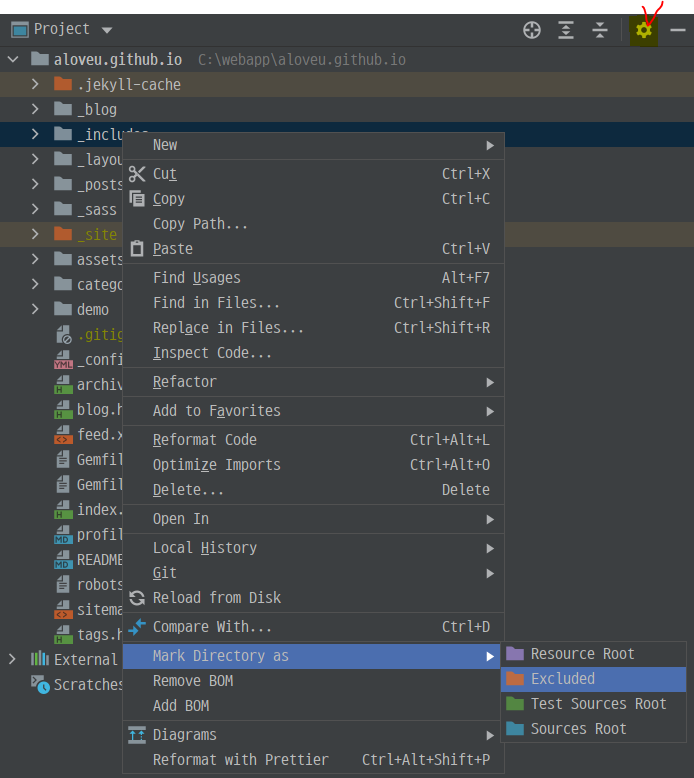 Project
aloveu.github.io C:\webapp\aloveu.github.io
.jekyll-cache
_blog
_includes
_layou
_posts
_sass
_site
assets
catego
demo
.gitig
_confi
archiv
blog.h
feed.x
Gemfil
Gemfil
index.
profil
README
robots
sitema
tags.h
External
Scratches
New
Cut Ctrl+X
Copy Ctrl+C
Copy Path...
Paste Ctrl+V
Find Usages Alt+F7
Find in Files... Ctrl+Shift+F
Replace in Files... Ctrl+Shift+R
Inspect Code...
Refactor
Add to Favorites
Reformat Code Ctrl+Alt+L
Optimize Imports Ctrl+Alt+O
Delete... Delete
Open In
Local History
Git
Reload from Disk
Compare With... Ctrl+D
Mark Directory as
Remove BOM
Add BOM
Diagrams
Reformat with Prettier Ctrl+Alt+Shift+P
Resource Root
Excluded
Test Sources Root
Sources Root